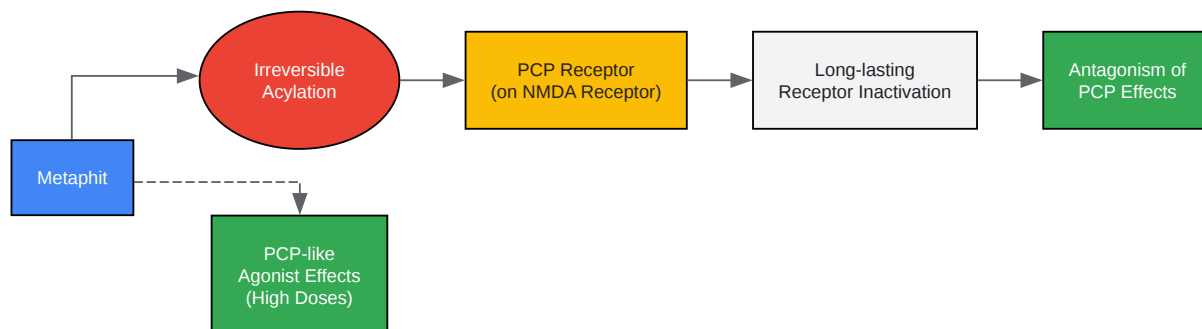 Irreversible
Acylation
PCP Receptor
(on NMDA Receptor)
Long-lasting
Receptor Inactivation
Antagonism of
PCP Effects
Metaphit
PCP-like
Agonist Effects
(High Doses)